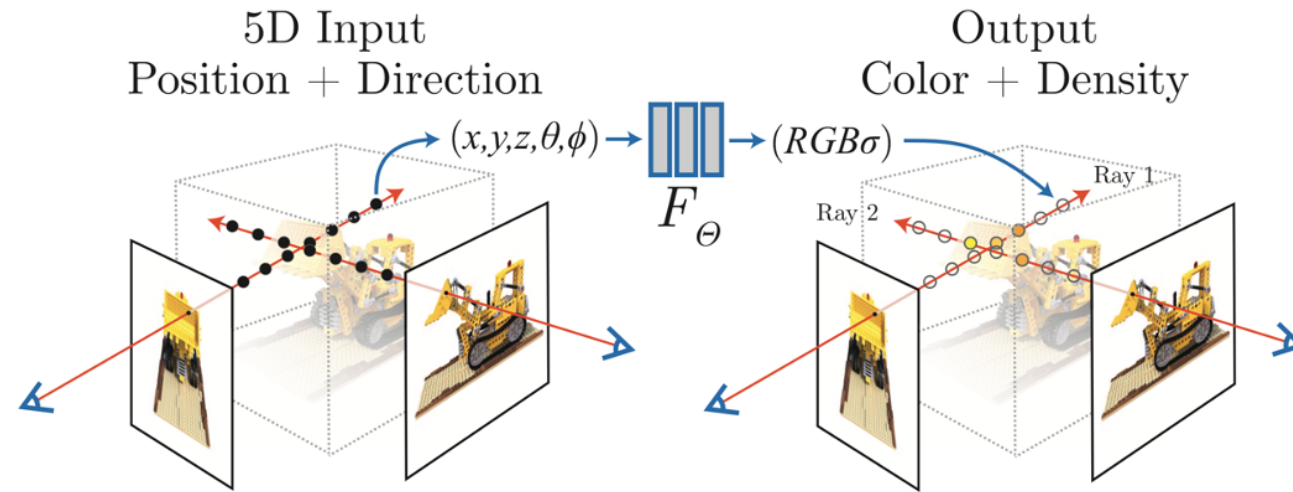 5D Input
Position + Direction
Output
Color + Density
(x,y,z,θ,ϕ)
F_Θ
(RGBσ)
Ray 1
Ray 2